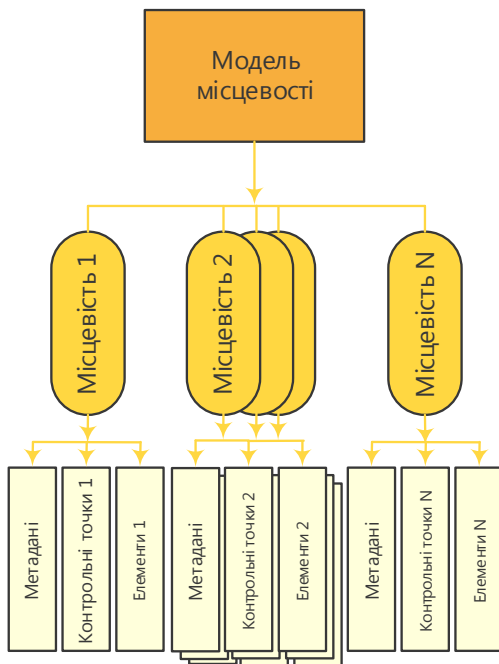 Модель
місцевості
Місцевість 1
Місцевість 2
Місцевість N
Метадані
Контрольні точки 1
Елементи 1
Метадані
Контрольні точки 2
Елементи 2
Метадані
Контрольні точки N
Елементи N